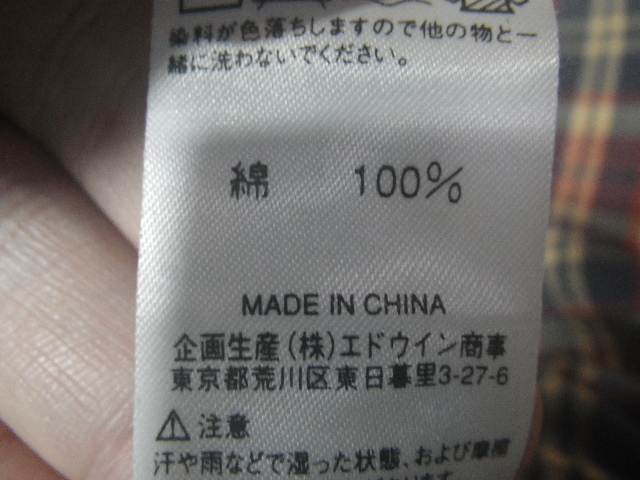 染料が色落ちしますので他の物と一
緒に洗わないでください。
綿 100%
MADE IN CHINA
企画生産(株)エドウイン商事
東京都荒川区東日暮里3-27-6
⚠注意
汗や雨などで湿った状態、および摩擦